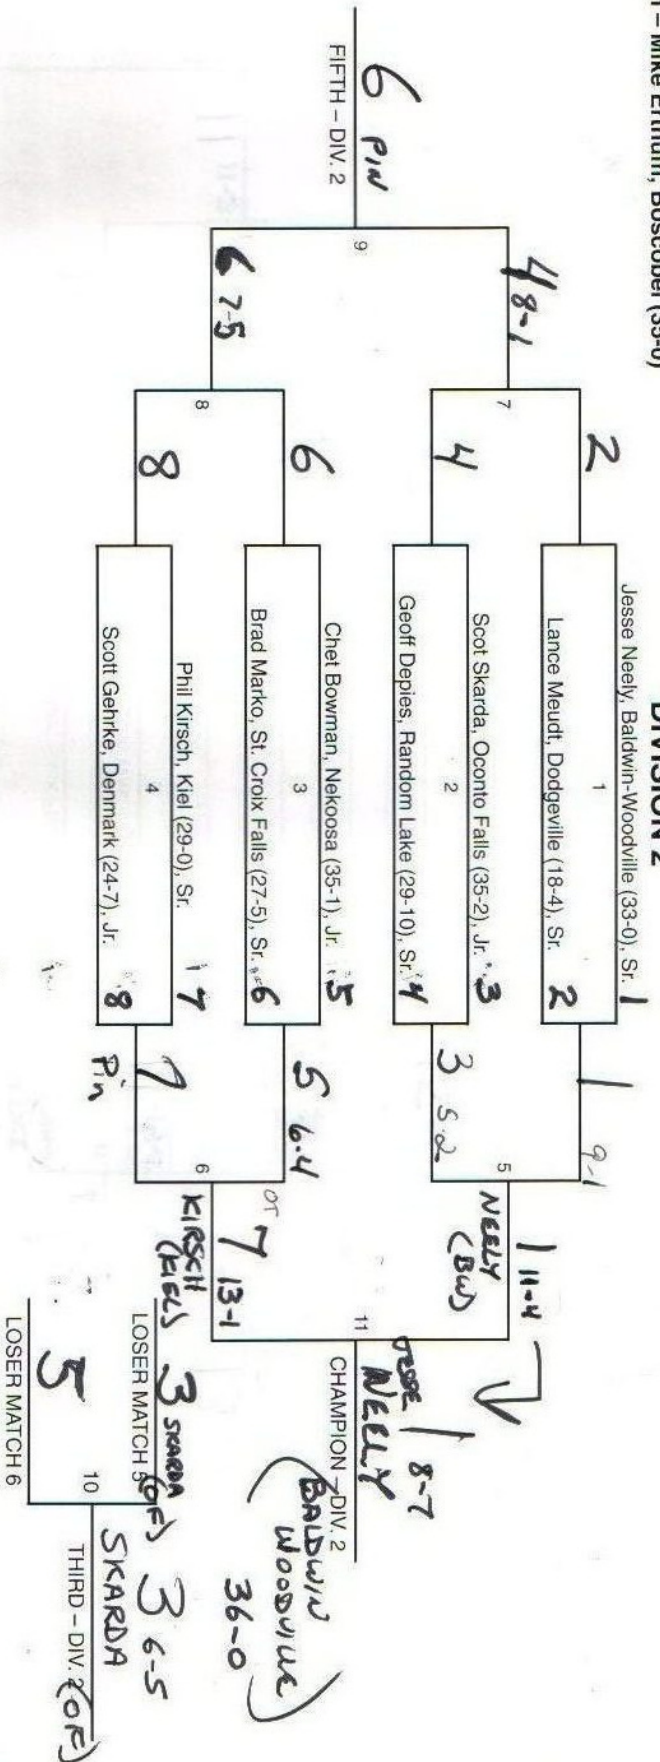 1 – Mike Erthum, Boscobel (35-0)
DIVISION 2
Jesse Neely, Baldwin-Woodville (33-0), Sr. 1
1
Lance Meudt, Dodgeville (18-4), Sr. 2
Scot Skarda, Oconto Falls (35-2), Jr. 3
2
Geoff Depies, Random Lake (29-10), Sr. 4
Chet Bowman, Nekoosa (35-1), Jr. 5
3
Brad Marko, St. Croix Falls (27-5), Sr. 6
Phil Kirsch, Kiel (29-0), Sr. 7
4
Scott Gehrke, Denmark (24-7), Jr. 8
2
4
6
8
7
8
4 8-1
6 7-5
9
6 PIN
FIFTH – DIV. 2
1 9-1
3 5-2
5 6-4
OT
7
Pin
5
6
1 11-4
NEELY
(BW)
7 13-1
KIRSCH
(KIEL)
11
JESSE 1 8-7
NEELY
CHAMPION – DIV. 2
(BALDWIN
WOODVILLE)
36-0
3 SKARDA
(OF)
LOSER MATCH 5
5
LOSER MATCH 6
10
3 6-5
SKARDA
(OF)
THIRD – DIV. 2